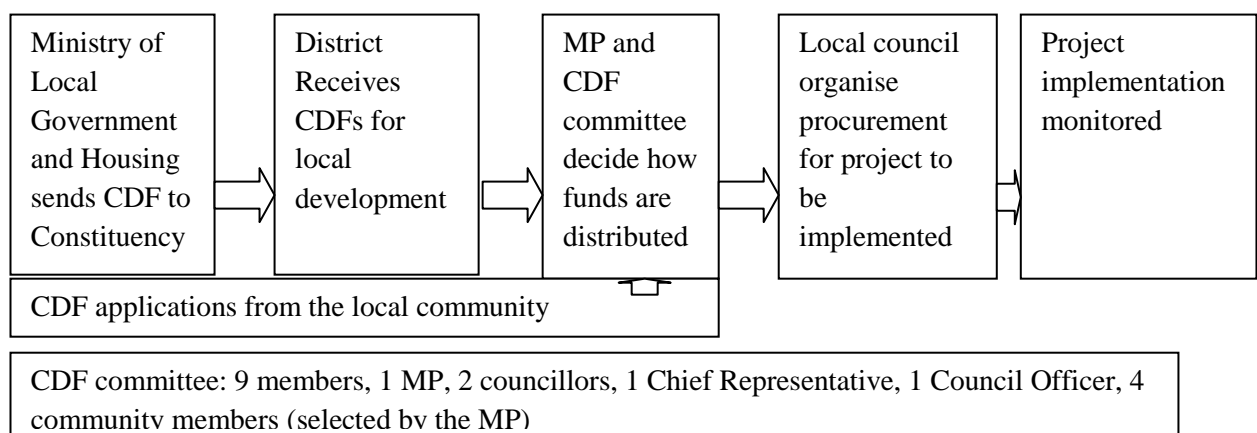 Ministry of
Local
Government
and Housing
sends CDF to
Constituency
District
Receives
CDFs for
local
development
MP and
CDF
committee
decide how
funds are
distributed
Local council
organise
procurement
for project to
be
implemented
Project
implementation
monitored
CDF applications from the local community
CDF committee: 9 members, 1 MP, 2 councillors, 1 Chief Representative, 1 Council Officer, 4
community members (selected by the MP)